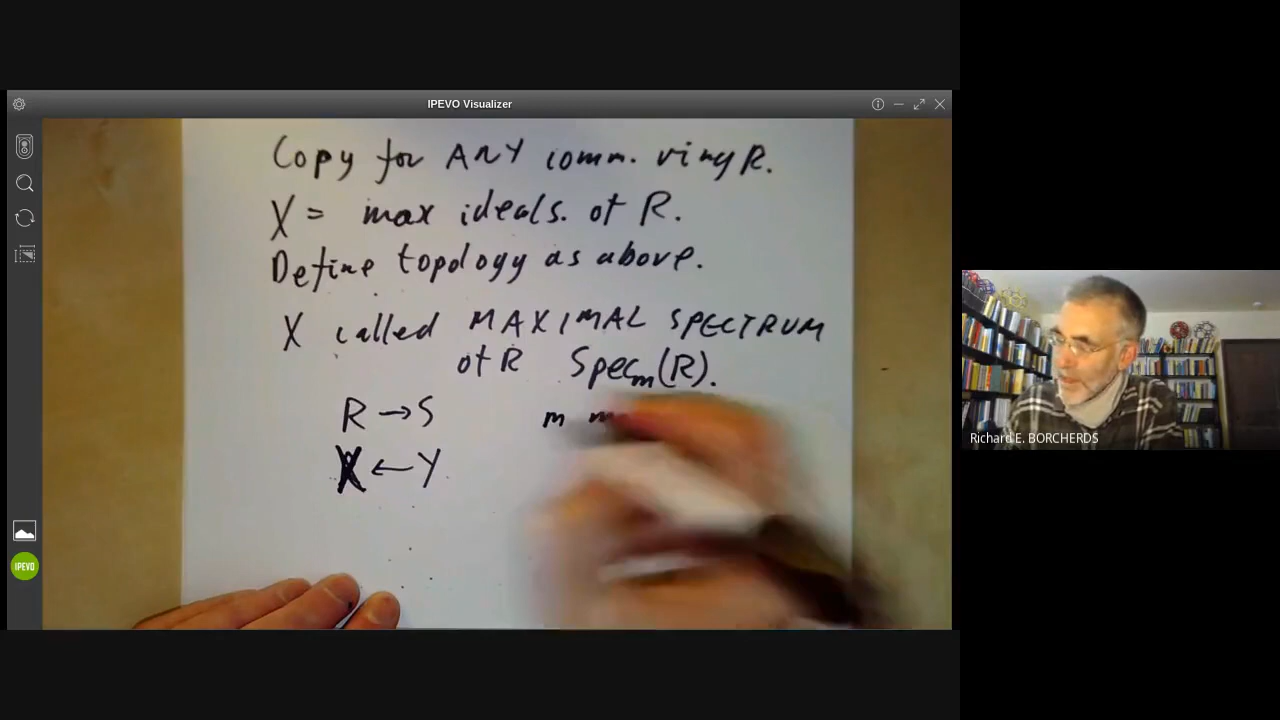 IPEVO Visualizer
Copy for ANY comm. ring R.
X = max ideals. of R.
Define topology as above.
X called MAXIMAL SPECTRUM
of R Specm(R).
R → S
m
X ← Y
IPEVO
Richard E. BORCHERDS